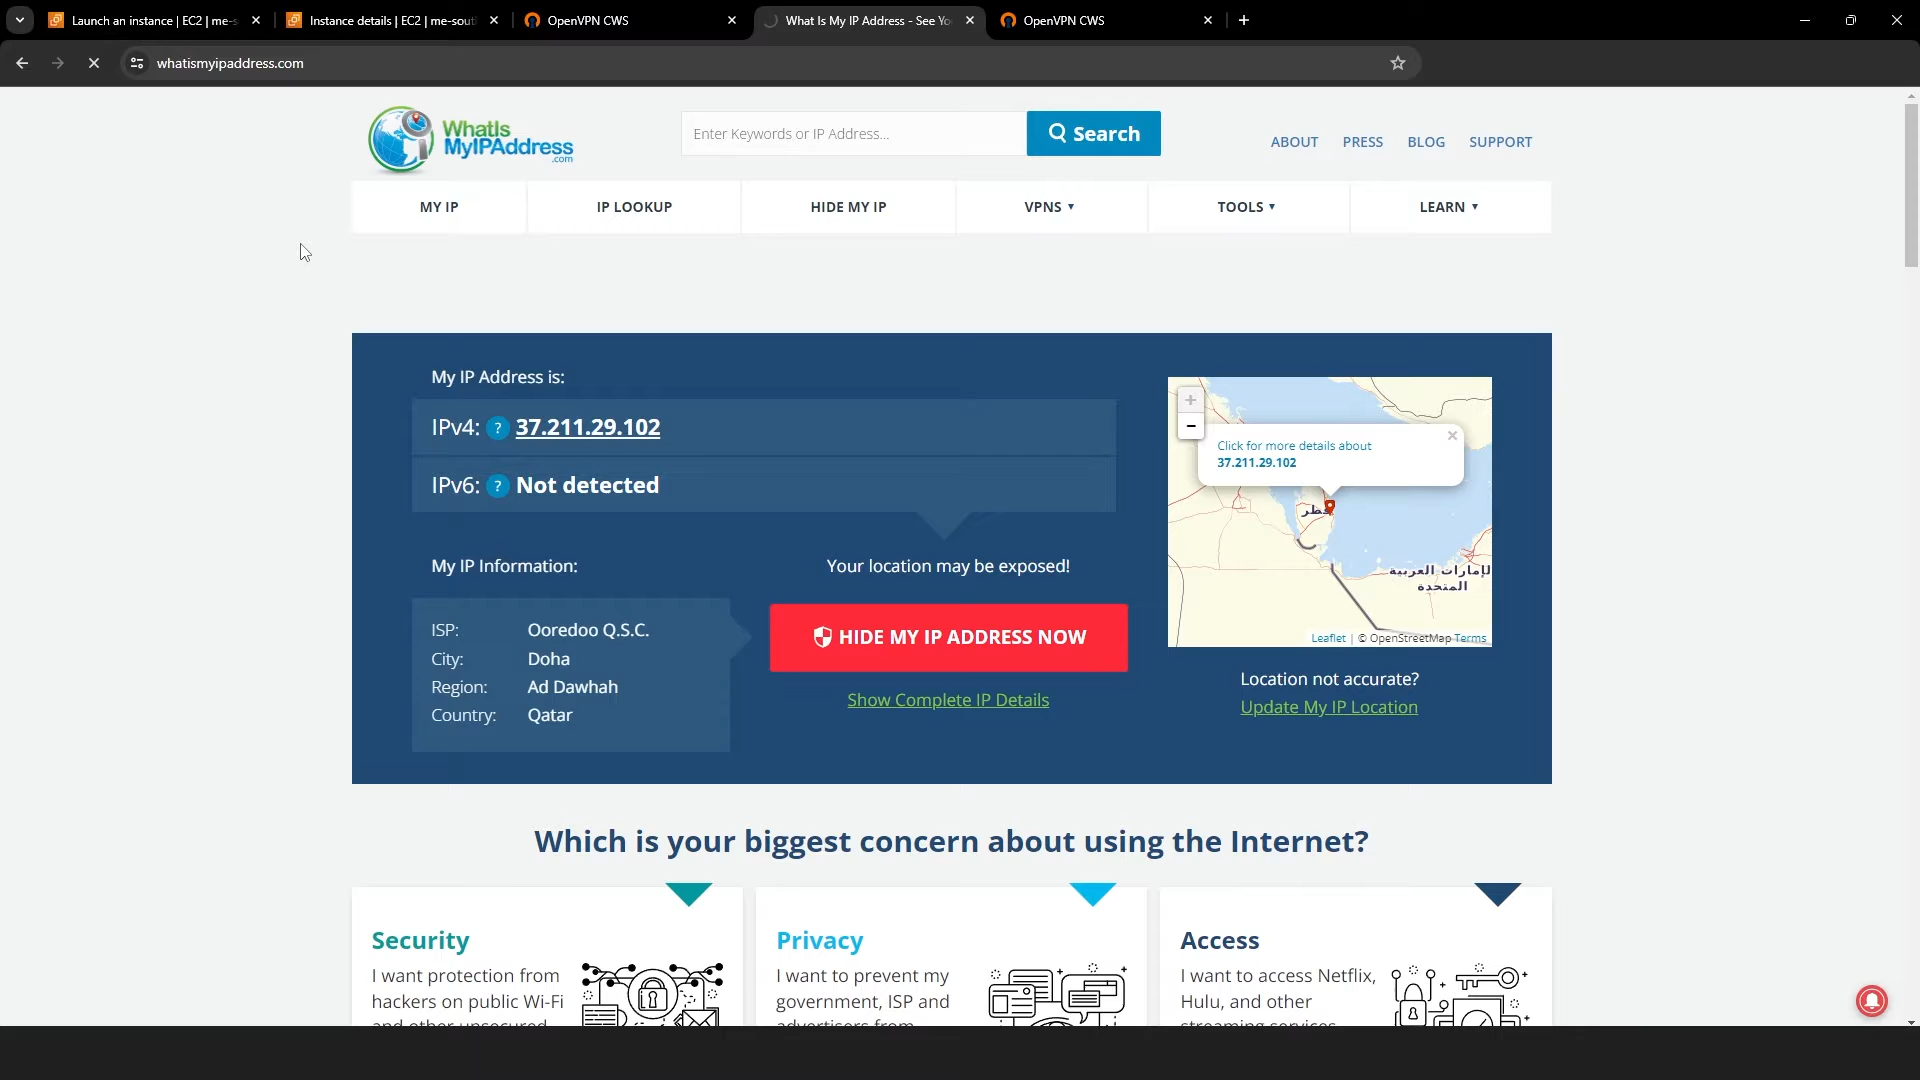 Launch an instance | EC2 | me-s
Instance details | EC2 | me-sout
OpenVPN CWS
What Is My IP Address - See Yo
OpenVPN CWS
whatismyipaddress.com
WhatIs
MyIPAddress
.com
Enter Keywords or IP Address...
Search
ABOUT
PRESS
BLOG
SUPPORT
MY IP
IP LOOKUP
HIDE MY IP
VPNS
TOOLS
LEARN
My IP Address is:
IPv4: ? 37.211.29.102
IPv6: ? Not detected
My IP Information:
ISP: Ooredoo Q.S.C.
City: Doha
Region: Ad Dawhah
Country: Qatar
Your location may be exposed!
HIDE MY IP ADDRESS NOW
Show Complete IP Details
+
−
Click for more details about
37.211.29.102
×
قطر
الإمارات العربية
المتحدة
Leaflet | © OpenStreetMap Terms
Location not accurate?
Update My IP Location
Which is your biggest concern about using the Internet?
Security
I want protection from
hackers on public Wi-Fi
and other unsecured
Privacy
I want to prevent my
government, ISP and
advertisers from
Access
I want to access Netflix,
Hulu, and other
streaming services